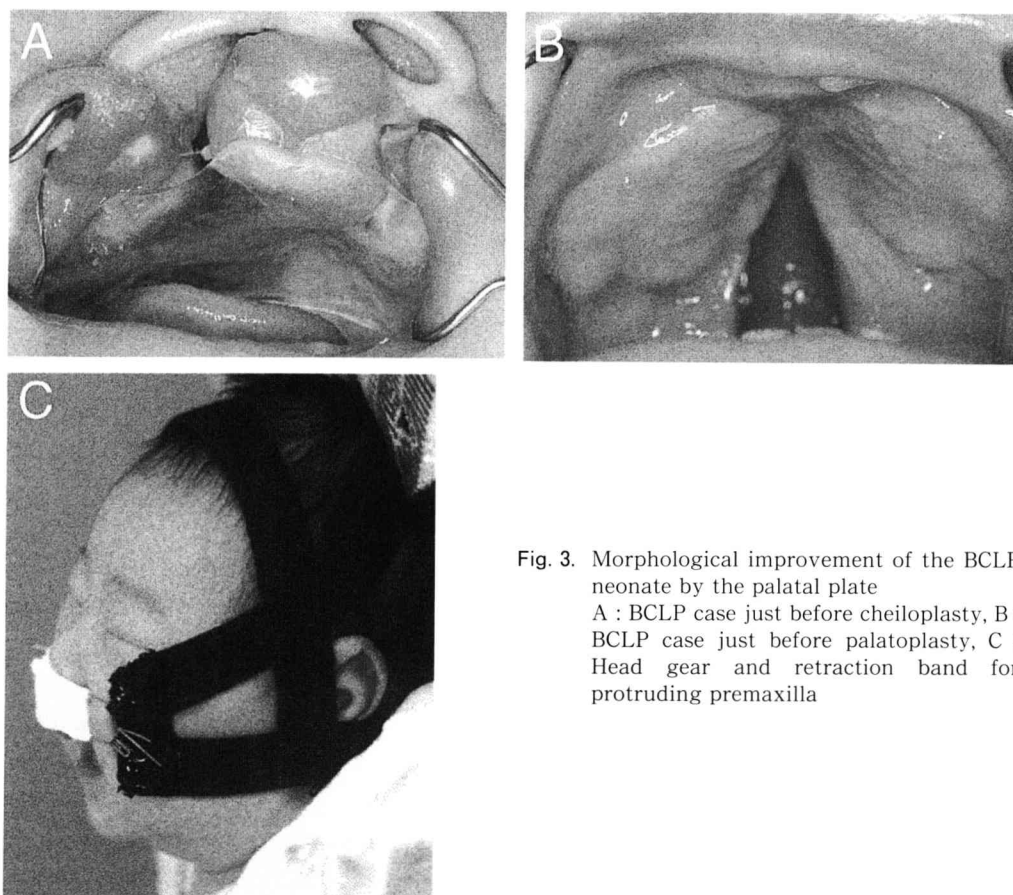 A
B
C
Fig. 3. Morphological improvement of the BCLP
neonate by the palatal plate
A : BCLP case just before cheiloplasty, B :
BCLP case just before palatoplasty, C :
Head gear and retraction band for
protruding premaxilla